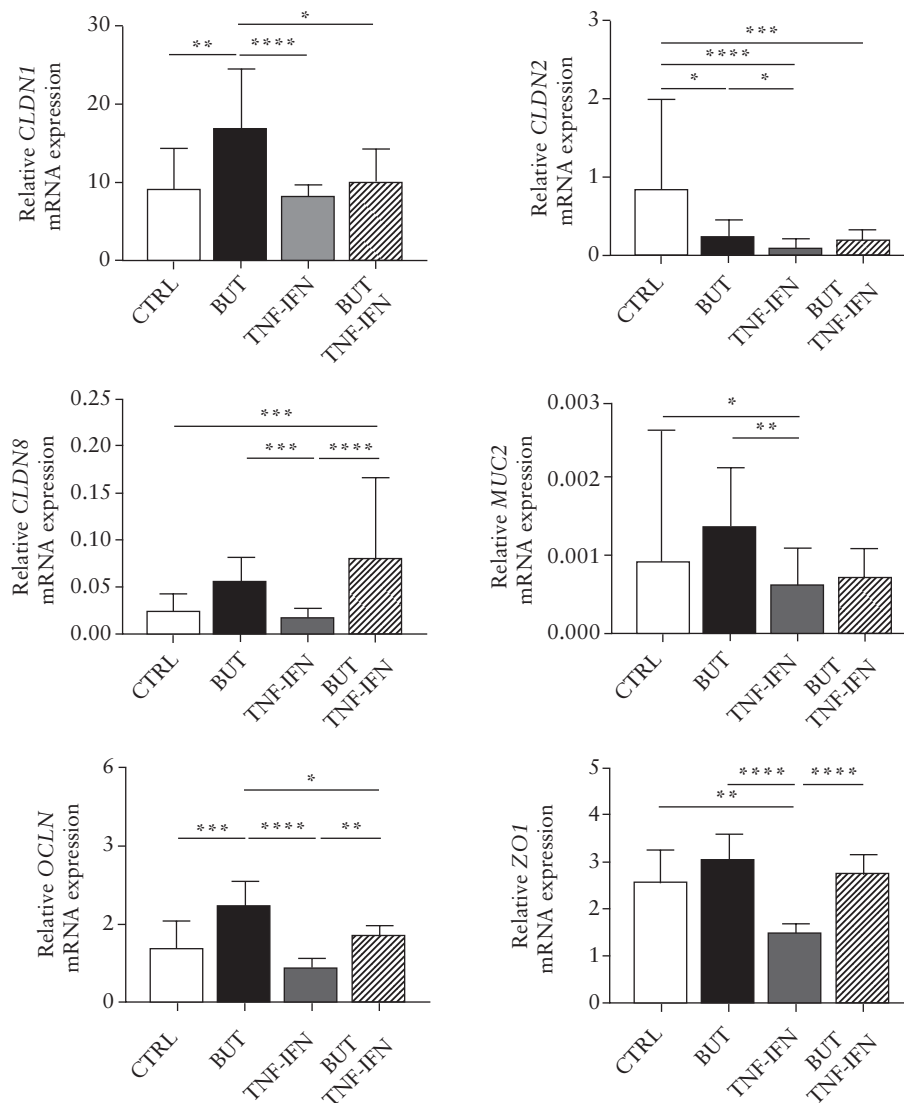 Relative CLDN1
mRNA expression
30
20
10
0
**
****
*
CTRL
BUT
TNF-IFN
BUT
TNF-IFN
Relative CLDN2
mRNA expression
3
2
1
0
***
****
*
*
CTRL
BUT
TNF-IFN
BUT
TNF-IFN
Relative CLDN8
mRNA expression
0.25
0.20
0.15
0.10
0.05
0.00
***
***
****
CTRL
BUT
TNF-IFN
BUT
TNF-IFN
Relative MUC2
mRNA expression
0.003
0.002
0.001
0.000
*
**
CTRL
BUT
TNF-IFN
BUT
TNF-IFN
Relative OCLN
mRNA expression
6
3
2
0
*
***
****
**
CTRL
BUT
TNF-IFN
BUT
TNF-IFN
Relative ZO1
mRNA expression
5
4
3
2
1
0
****
****
**
CTRL
BUT
TNF-IFN
BUT
TNF-IFN